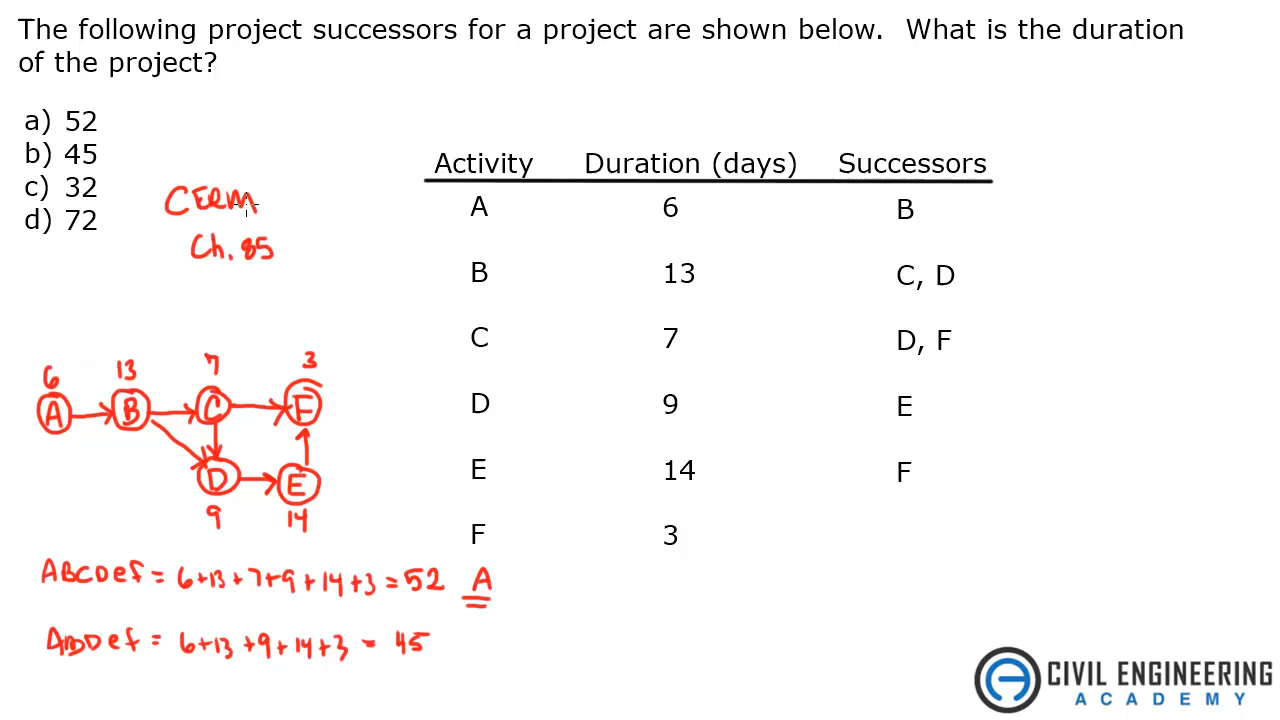 The following project successors for a project are shown below. What is the duration
of the project?
a) 52
b) 45
c) 32
d) 72
CERM
Ch. 85
Activity Duration (days) Successors
A 6 B
B 13 C, D
C 7 D, F
D 9 E
E 14 F
F 3
6 13 7 3
A B C F
D E
9 14
ABCDEf = 6+13+7+9+14+3 = 52 A
ABDEf = 6+13+9+14+3 = 45
CIVIL ENGINEERING
ACADEMY